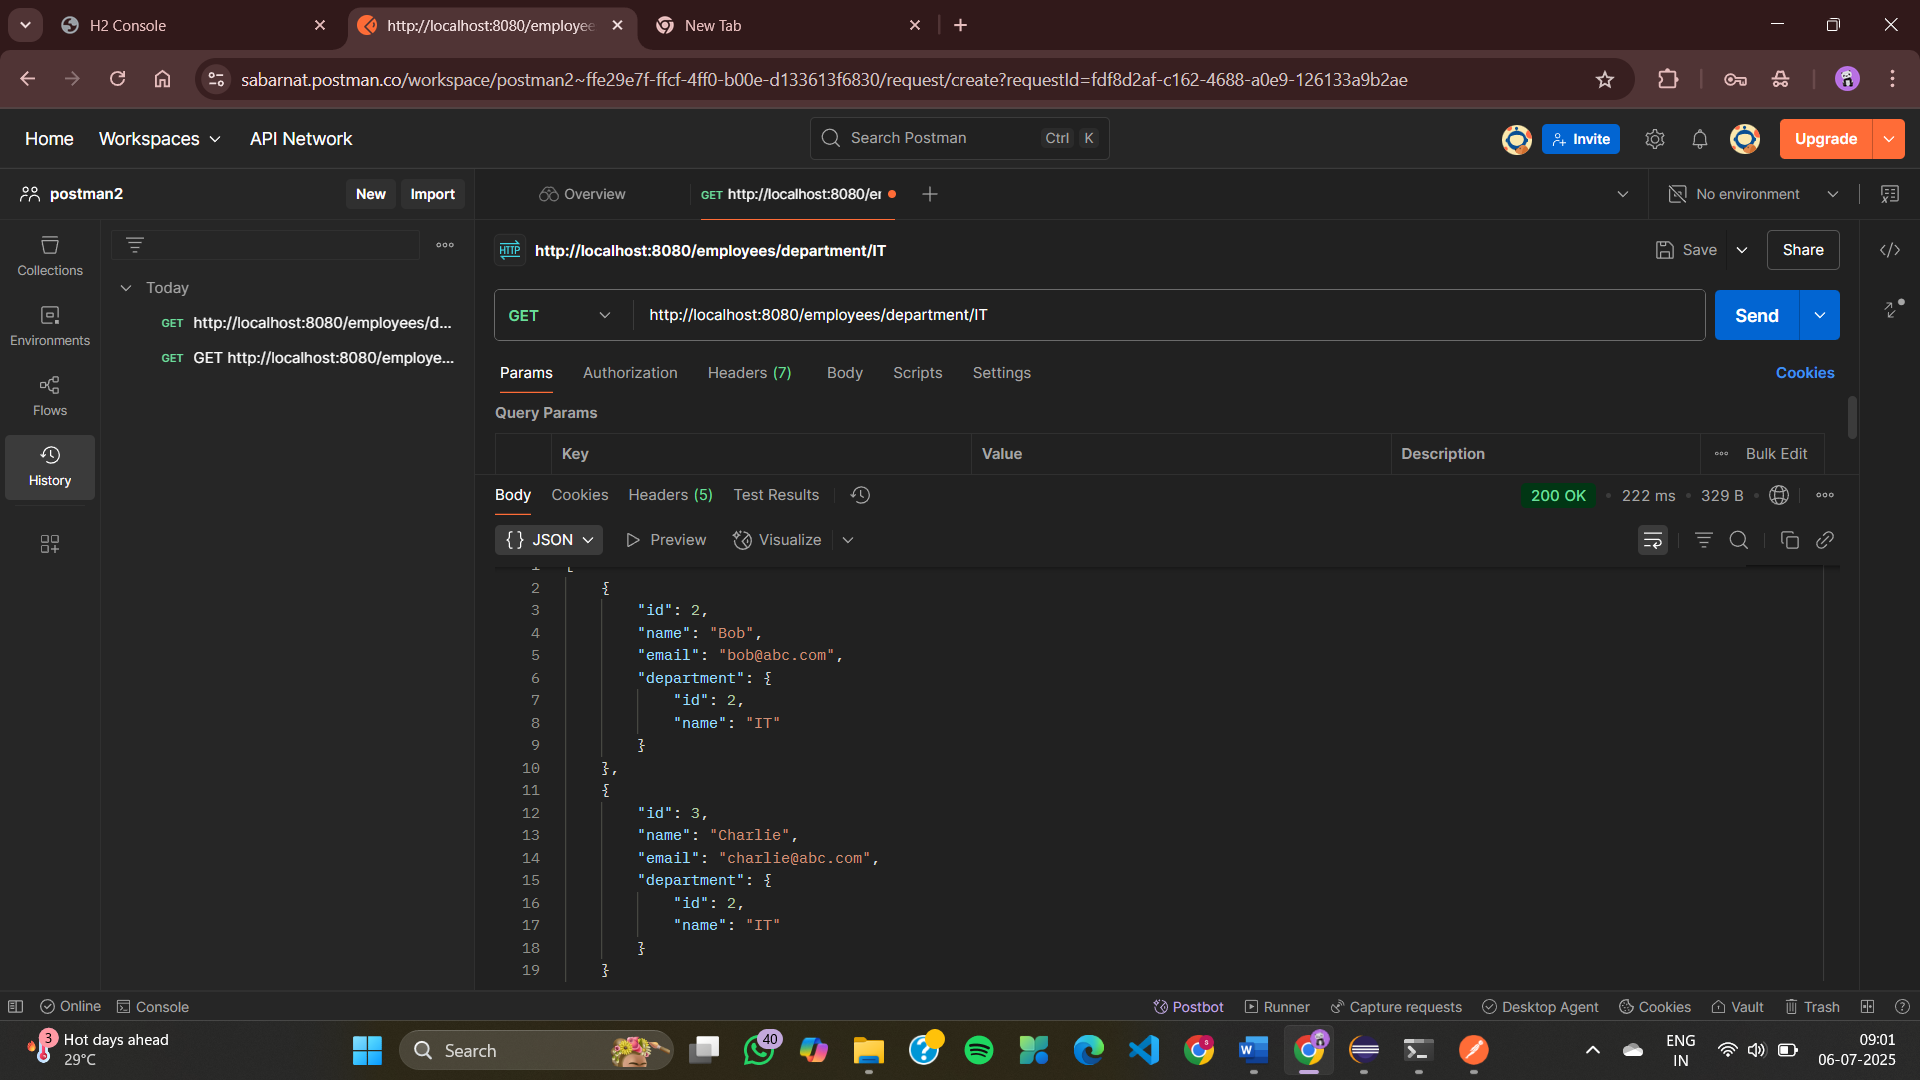 H2 Console
http://localhost:8080/employee
New Tab
sabarnat.postman.co/workspace/postman2~ffe29e7f-ffcf-4ff0-b00e-d133613f6830/request/create?requestId=fdf8d2af-c162-4688-a0e9-126133a9b2ae
Home Workspaces API Network
Search Postman Ctrl K
Invite
Upgrade
postman2 New Import
Overview
GET http://localhost:8080/er
No environment
Collections
Environments
Flows
History
Today
GET http://localhost:8080/employees/d...
GET GET http://localhost:8080/employe...
HTTP http://localhost:8080/employees/department/IT
Save Share
GET http://localhost:8080/employees/department/IT
Send
Params Authorization Headers (7) Body Scripts Settings Cookies
Query Params
Key Value Description Bulk Edit
Body Cookies Headers (5) Test Results
200 OK 222 ms 329 B
{} JSON Preview Visualize
1 [
2 {
3 "id": 2,
4 "name": "Bob",
5 "email": "bob@abc.com",
6 "department": {
7 "id": 2,
8 "name": "IT"
9 }
10 },
11 {
12 "id": 3,
13 "name": "Charlie",
14 "email": "charlie@abc.com",
15 "department": {
16 "id": 2,
17 "name": "IT"
18 }
19 }
Online Console
Postbot Runner Capture requests Desktop Agent Cookies Vault Trash
3 Hot days ahead
29°C
Search
40
8
ENG
IN
09:01
06-07-2025